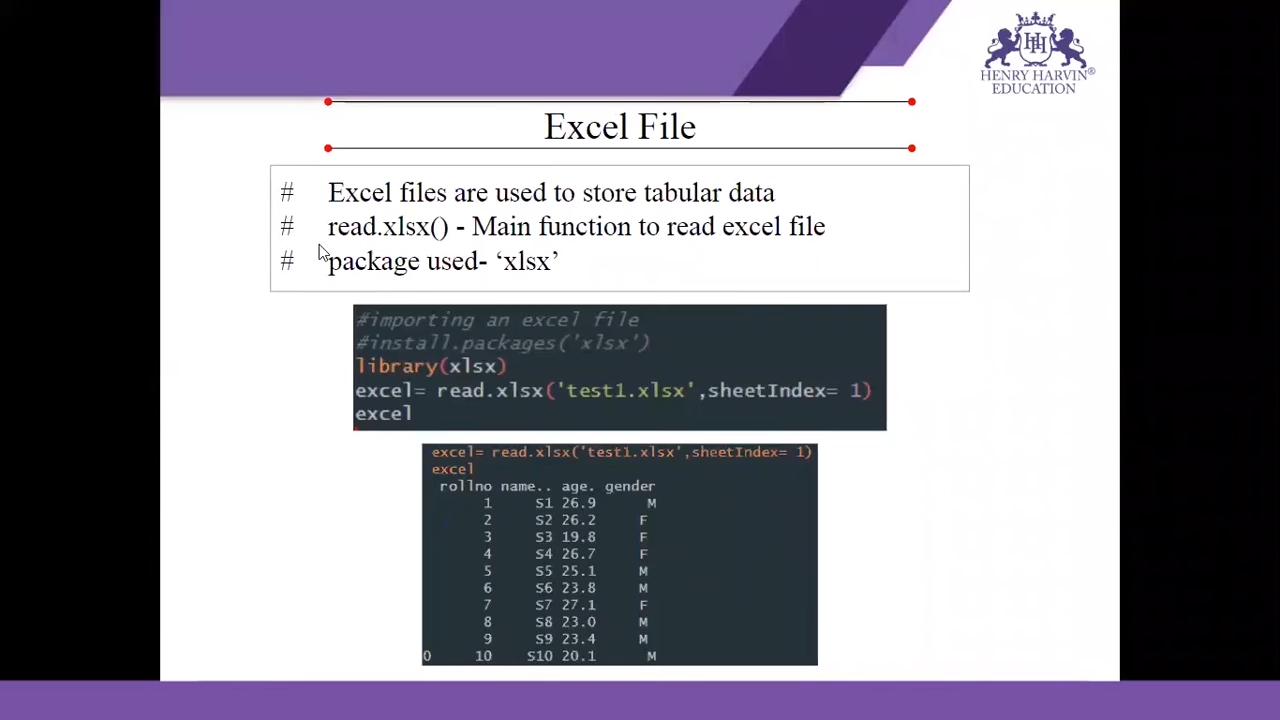 HENRY HARVIN®
EDUCATION
Excel File
# Excel files are used to store tabular data
# read.xlsx() - Main function to read excel file
# package used- ‘xlsx’
#importing an excel file
#install.packages('xlsx')
library(xlsx)
excel= read.xlsx('test1.xlsx',sheetIndex= 1)
excel
excel= read.xlsx('test1.xlsx',sheetIndex= 1)
excel
rollno name.. age. gender
1 S1 26.9 M
2 S2 26.2 F
3 S3 19.8 F
4 S4 26.7 F
5 S5 25.1 M
6 S6 23.8 M
7 S7 27.1 F
8 S8 23.0 M
9 S9 23.4 M
0 10 S10 20.1 M